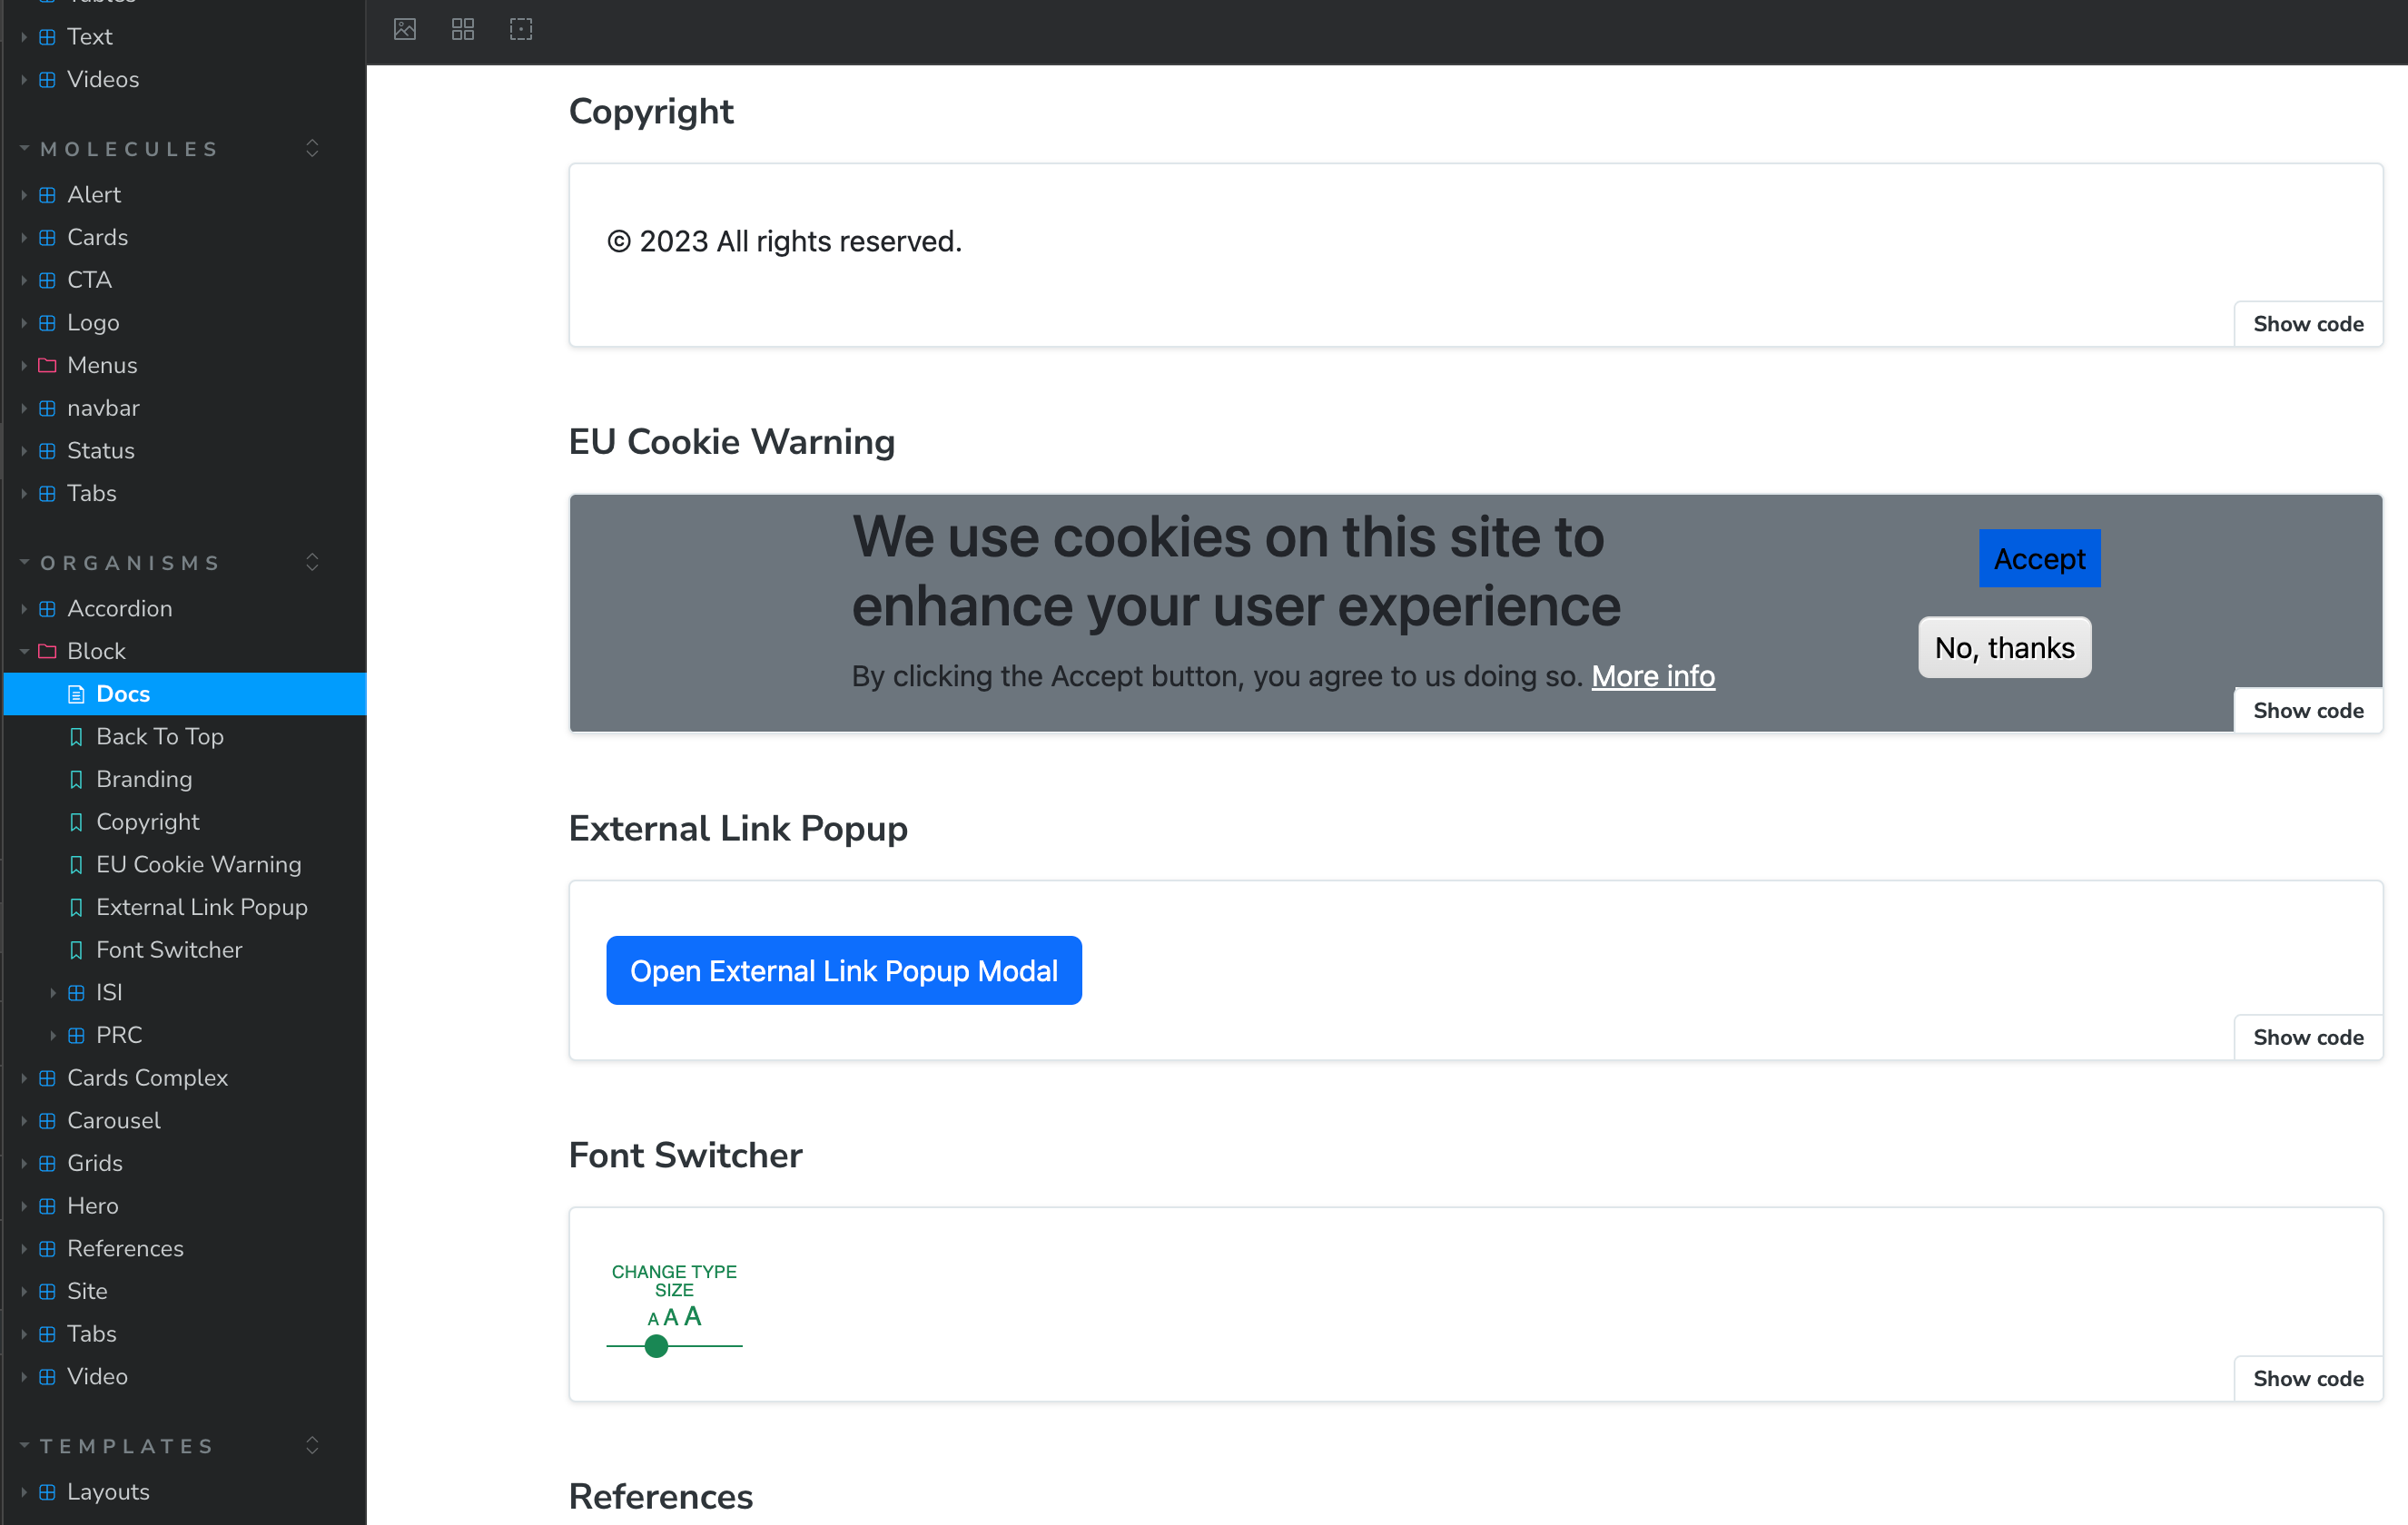 Text
Videos
MOLECULES
Alert
Cards
CTA
Logo
Menus
navbar
Status
Tabs
ORGANISMS
Accordion
Block
Docs
Back To Top
Branding
Copyright
EU Cookie Warning
External Link Popup
Font Switcher
ISI
PRC
Cards Complex
Carousel
Grids
Hero
References
Site
Tabs
Video
TEMPLATES
Layouts
Copyright
© 2023 All rights reserved.
Show code
EU Cookie Warning
We use cookies on this site to
enhance your user experience
By clicking the Accept button, you agree to us doing so. More info
Accept
No, thanks
Show code
External Link Popup
Open External Link Popup Modal
Show code
Font Switcher
CHANGE TYPE
SIZE
A A A
Show code
References